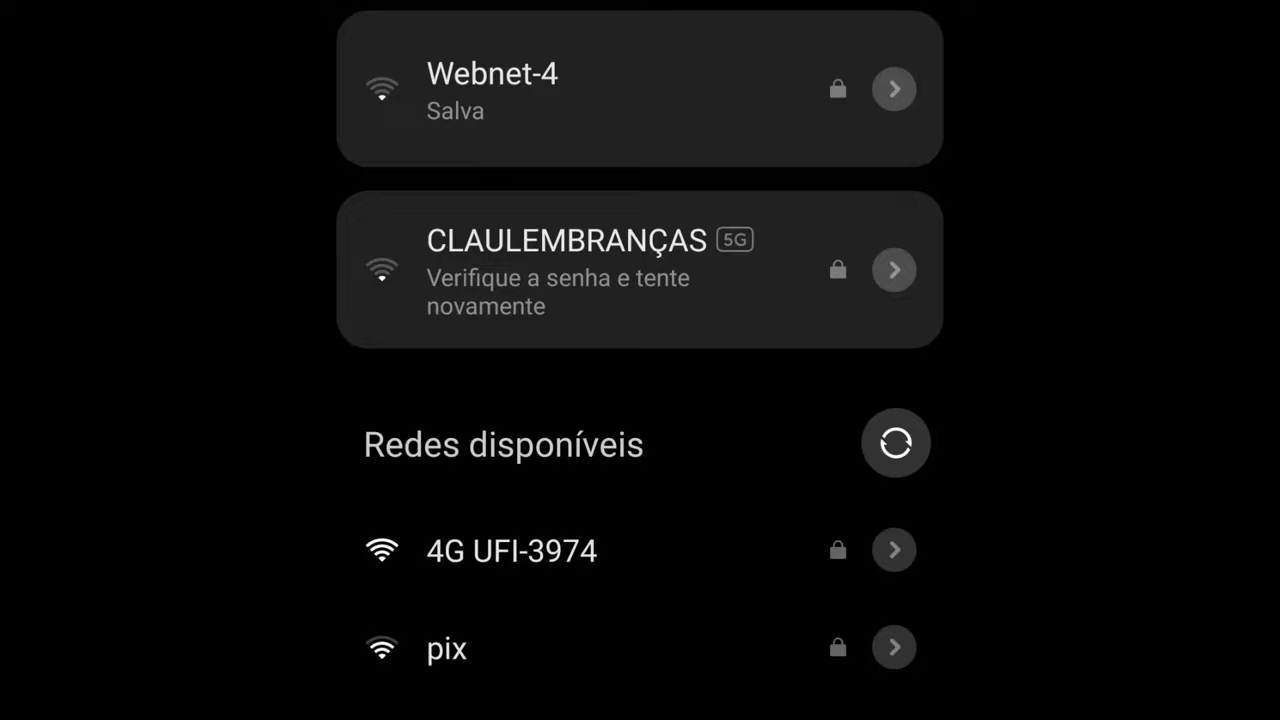 Webnet-4
Salva
CLAULEMBRANÇAS 5G
Verifique a senha e tente
novamente
Redes disponíveis
4G UFI-3974
pix